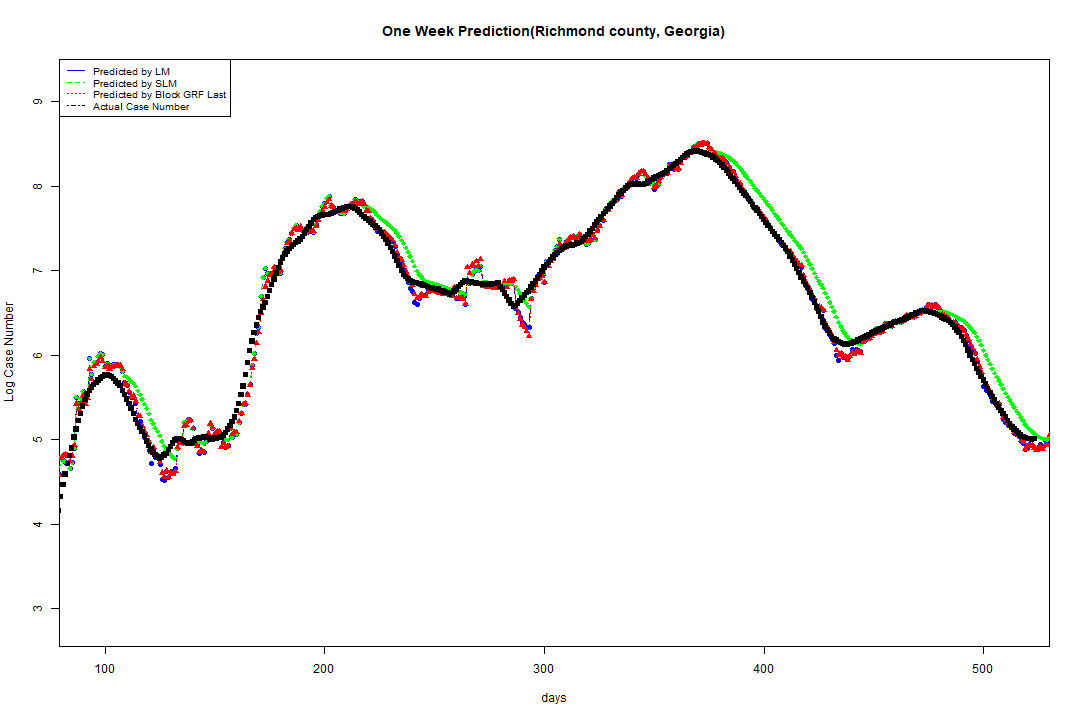 One Week Prediction(Richmond county, Georgia)
Predicted by LM
Predicted by SLM
Predicted by Block GRF Last
Actual Case Number
9
8
7
6
5
4
3
Log Case Number
100 200 300 400 500
days